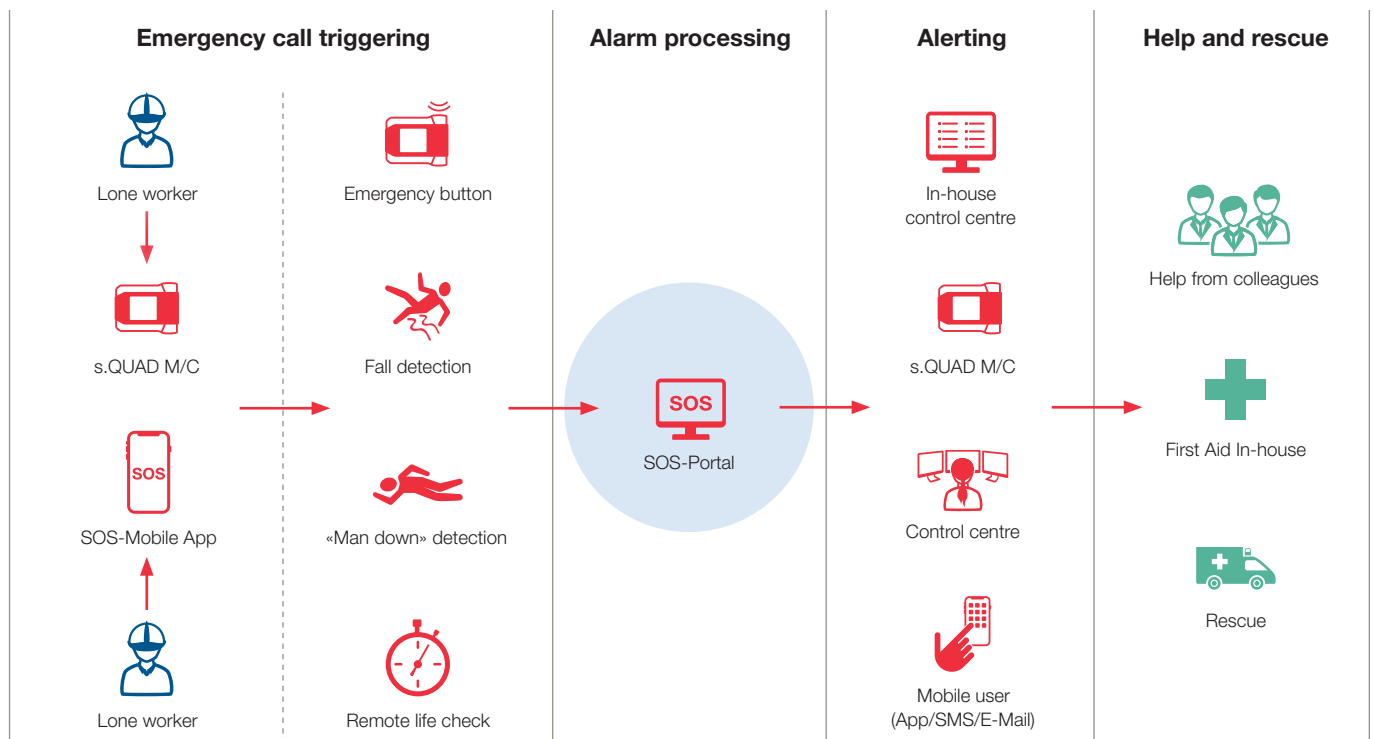 Emergency call triggering
Alarm processing
Alerting
Help and rescue
Lone worker
s.QUAD M/C
SOS
SOS-Mobile App
Lone worker
Emergency button
Fall detection
«Man down» detection
Remote life check
SOS
SOS-Portal
In-house
control centre
s.QUAD M/C
Control centre
Mobile user
(App/SMS/E-Mail)
Help from colleagues
First Aid In-house
Rescue